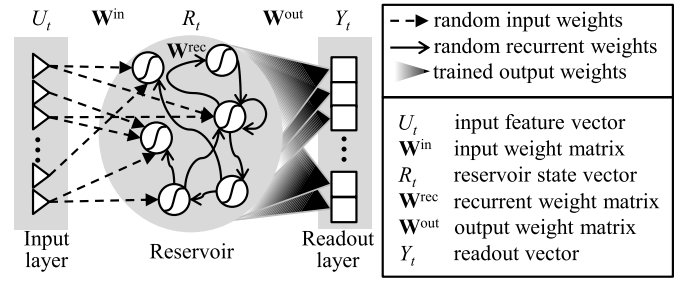 U_t W^in R_t W^out Y_t
W^rec
Input layer
Reservoir
Readout layer
random input weights
random recurrent weights
trained output weights
U_t input feature vector
W^in input weight matrix
R_t reservoir state vector
W^rec recurrent weight matrix
W^out output weight matrix
Y_t readout vector